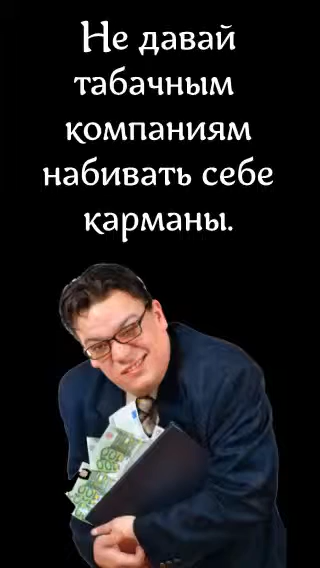 Не давай
табачным
компаниям
набивать себе
карманы.